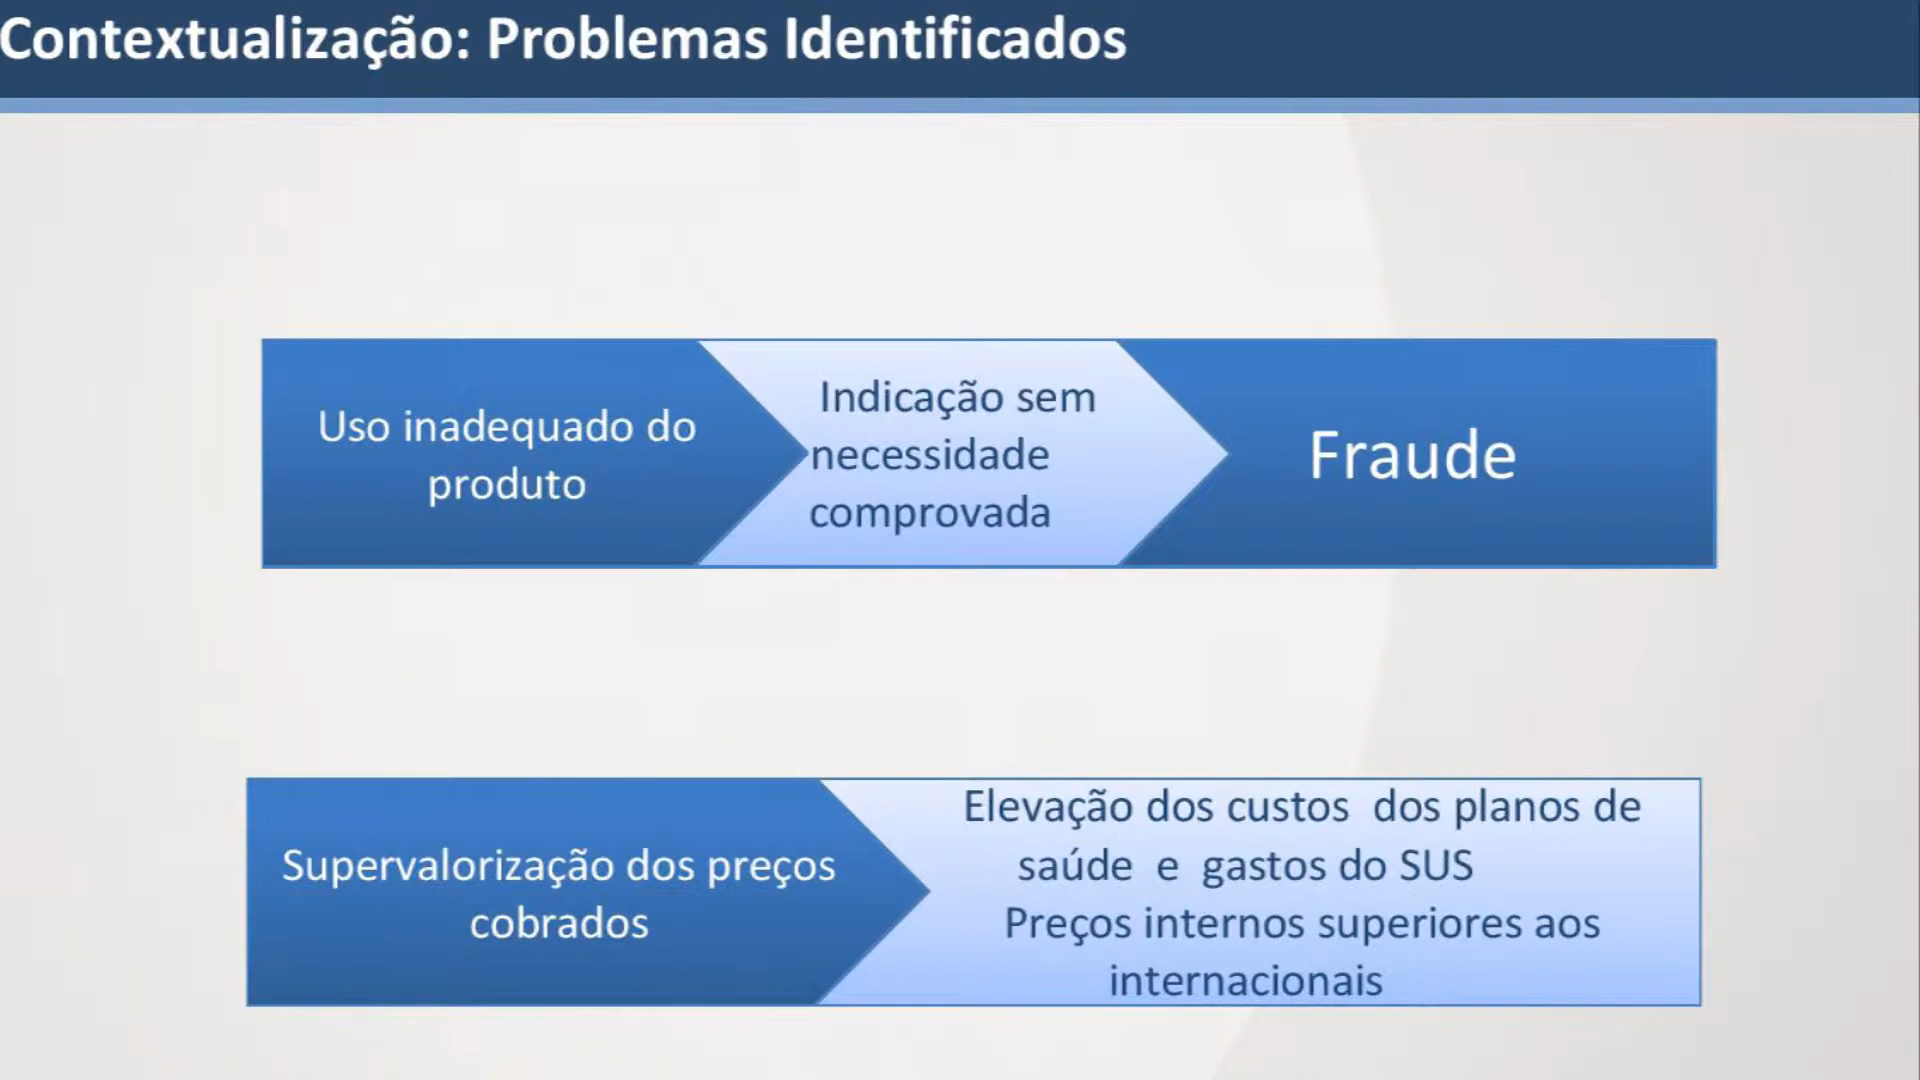 Contextualização: Problemas Identificados
Uso inadequado do
produto
Indicação sem
necessidade
comprovada
Fraude
Supervalorização dos preços
cobrados
Elevação dos custos dos planos de
saúde e gastos do SUS
Preços internos superiores aos
internacionais